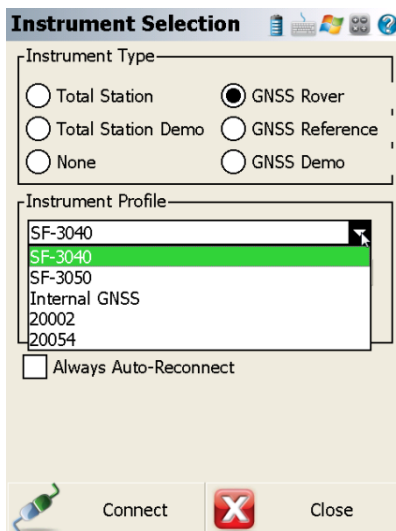 Instrument Selection
Instrument Type
Total Station
GNSS Rover
Total Station Demo
GNSS Reference
None
GNSS Demo
Instrument Profile
SF-3040
SF-3040
SF-3050
Internal GNSS
20002
20054
Always Auto-Reconnect
Connect
Close